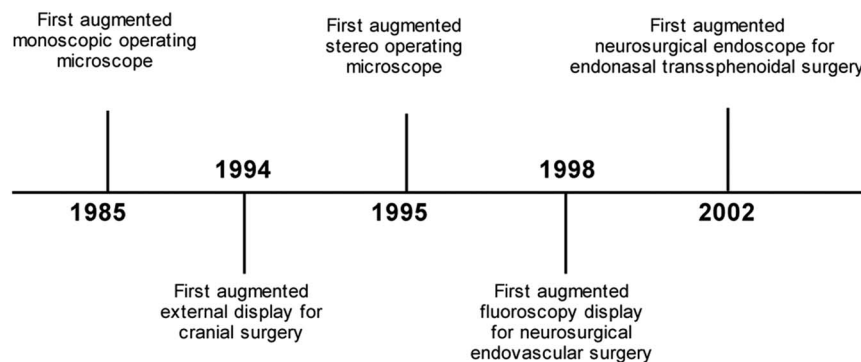 First augmented
monoscopic operating
microscope
First augmented
stereo operating
microscope
First augmented
neurosurgical endoscope for
endonasal transsphenoidal surgery
1994
1998
1985
1995
2002
First augmented
external display for
cranial surgery
First augmented
fluoroscopy display
for neurosurgical
endovascular surgery